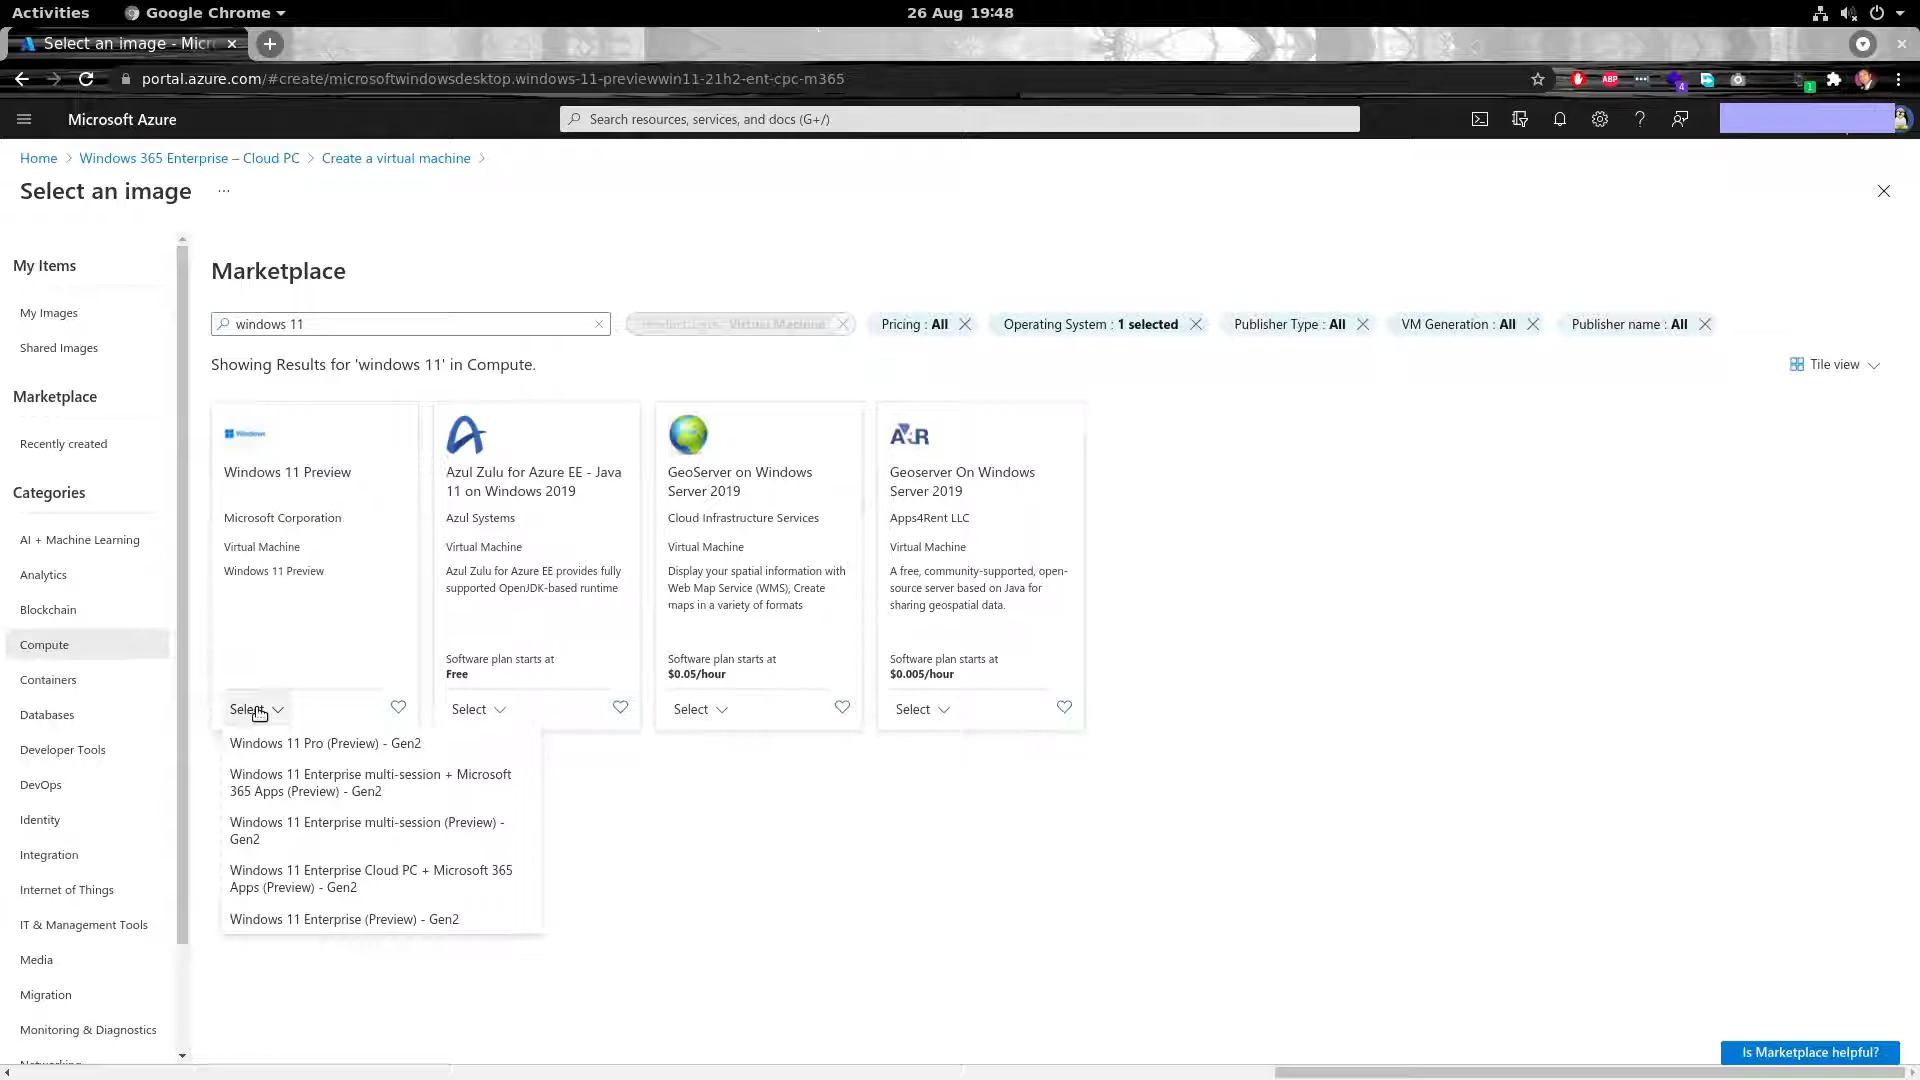 Activities
Google Chrome
26 Aug 19:48
Select an image - Micr
portal.azure.com/#create/microsoftwindowsdesktop.windows-11-previewwin11-21h2-ent-cpc-m365
ABP
4
1
Microsoft Azure
Search resources, services, and docs (G+/)
Home > Windows 365 Enterprise – Cloud PC > Create a virtual machine >
Select an image
...
My Items
My Images
Shared Images
Marketplace
Recently created
Categories
AI + Machine Learning
Analytics
Blockchain
Compute
Containers
Databases
Developer Tools
DevOps
Identity
Integration
Internet of Things
IT & Management Tools
Media
Migration
Monitoring & Diagnostics
Networking
Marketplace
windows 11
Virtual Machine
Pricing : All
Operating System : 1 selected
Publisher Type : All
VM Generation : All
Publisher name : All
Showing Results for 'windows 11' in Compute.
Tile view
Windows
Windows 11 Preview
Microsoft Corporation
Virtual Machine
Windows 11 Preview
Select
Azul Zulu for Azure EE - Java
11 on Windows 2019
Azul Systems
Virtual Machine
Azul Zulu for Azure EE provides fully
supported OpenJDK-based runtime
Software plan starts at
Free
Select
GeoServer on Windows
Server 2019
Cloud Infrastructure Services
Virtual Machine
Display your spatial information with
Web Map Service (WMS), Create
maps in a variety of formats
Software plan starts at
$0.05/hour
Select
Geoserver On Windows
Server 2019
Apps4Rent LLC
Virtual Machine
A free, community-supported, open-
source server based on Java for
sharing geospatial data.
Software plan starts at
$0.005/hour
Select
Windows 11 Pro (Preview) - Gen2
Windows 11 Enterprise multi-session + Microsoft
365 Apps (Preview) - Gen2
Windows 11 Enterprise multi-session (Preview) -
Gen2
Windows 11 Enterprise Cloud PC + Microsoft 365
Apps (Preview) - Gen2
Windows 11 Enterprise (Preview) - Gen2
Is Marketplace helpful?